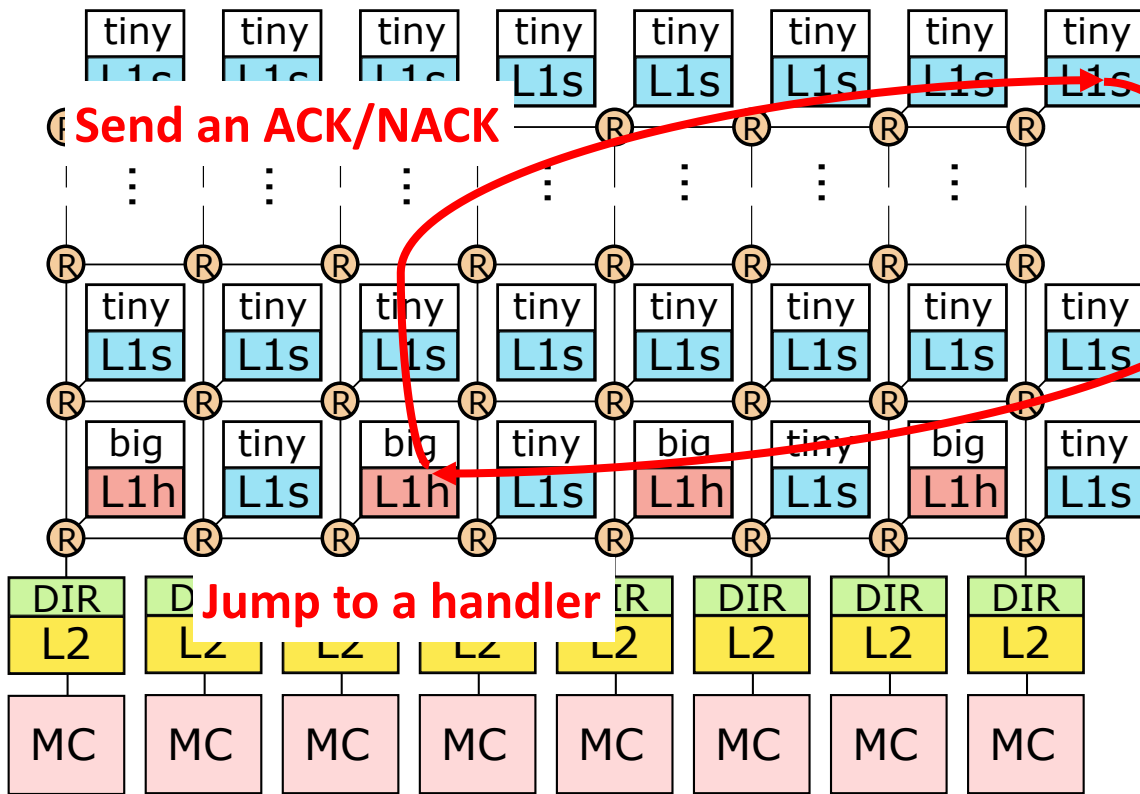 tiny tiny tiny tiny tiny tiny tiny tiny
L1s L1s L1s L1s L1s L1s L1s L1s
Send an ACK/NACK R R R R
R R R R R R R R
tiny tiny tiny tiny tiny tiny tiny tiny
L1s L1s L1s L1s L1s L1s L1s L1s
R R R R R R R R
big tiny big tiny big tiny big tiny
L1h L1s L1h L1s L1h L1s L1h L1s
R R R R R R R R
DIR DIR DIR DIR
Jump to a handler
L2 L2 L2 L2 L2 L2 L2 L2
MC MC MC MC MC MC MC MC